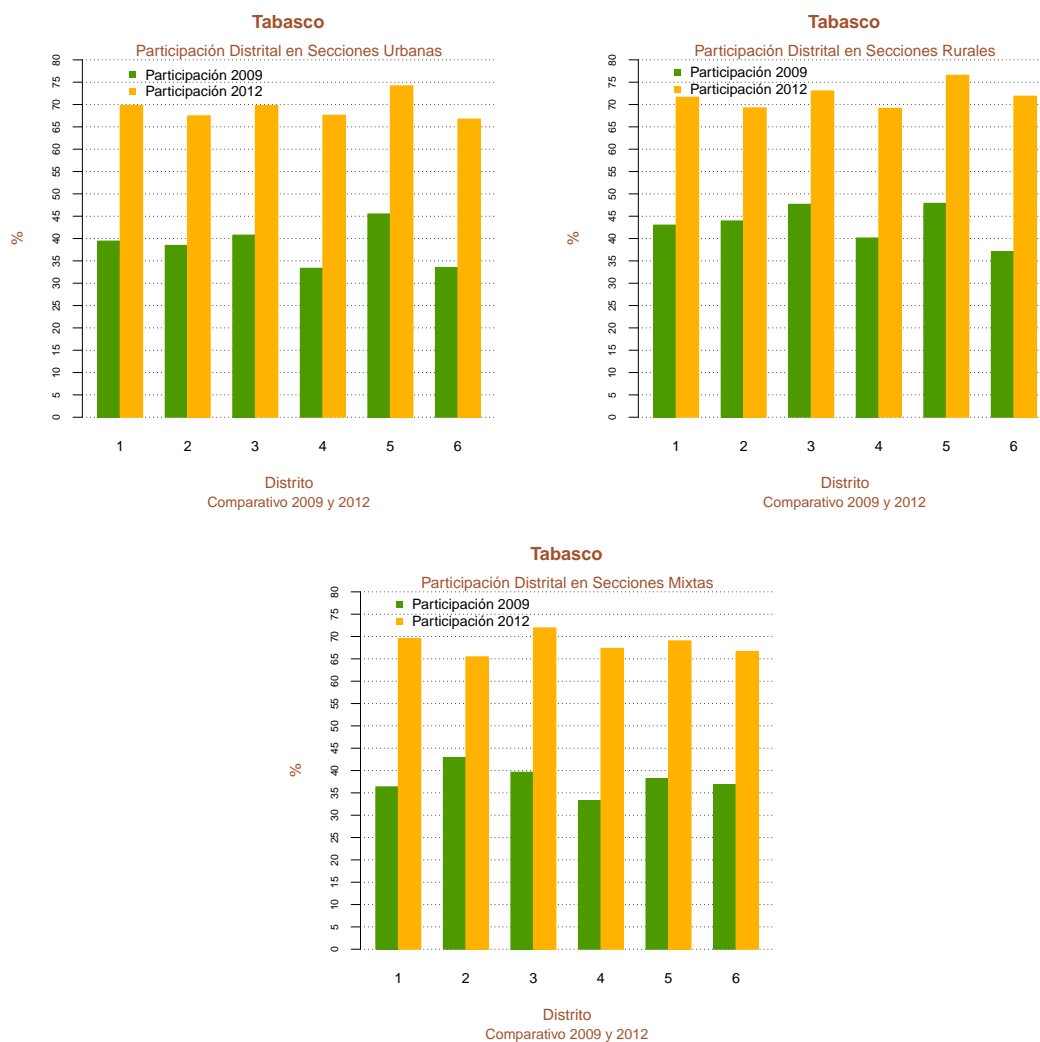 Tabasco
Participación Distrital en Secciones Urbanas
Participación 2009
Participación 2012
%
0 5 10 15 20 25 30 35 40 45 50 55 60 65 70 75 80
1 2 3 4 5 6
Distrito
Comparativo 2009 y 2012
Tabasco
Participación Distrital en Secciones Rurales
Participación 2009
Participación 2012
%
0 5 10 15 20 25 30 35 40 45 50 55 60 65 70 75 80
1 2 3 4 5 6
Distrito
Comparativo 2009 y 2012
Tabasco
Participación Distrital en Secciones Mixtas
Participación 2009
Participación 2012
%
0 5 10 15 20 25 30 35 40 45 50 55 60 65 70 75 80
1 2 3 4 5 6
Distrito
Comparativo 2009 y 2012